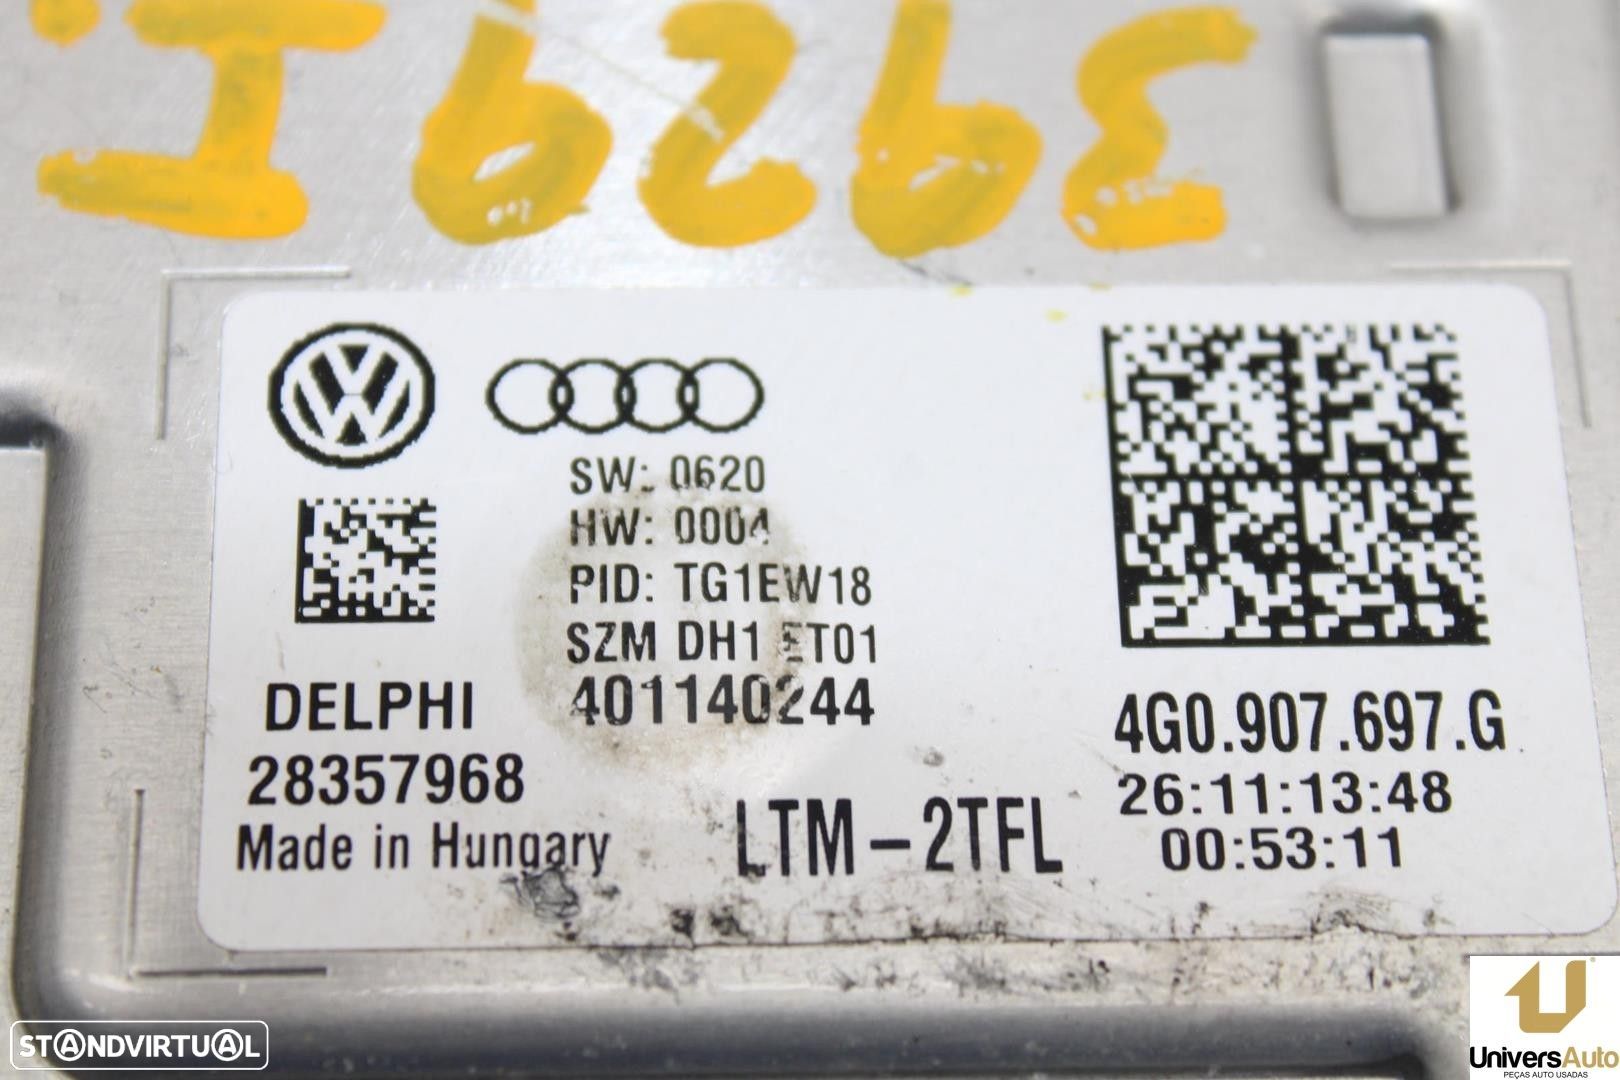 SW: 0620
HW: 0004
PID: TG1EW18
SZM DH1 ET01
401140244
DELPHI
28357968
Made in Hungary
LTM-2TFL
4G0.907.697.G
26:11:13:48
00:53:11
STANDVIRTUAL
UniversAuto
PEÇAS AUTO USADAS